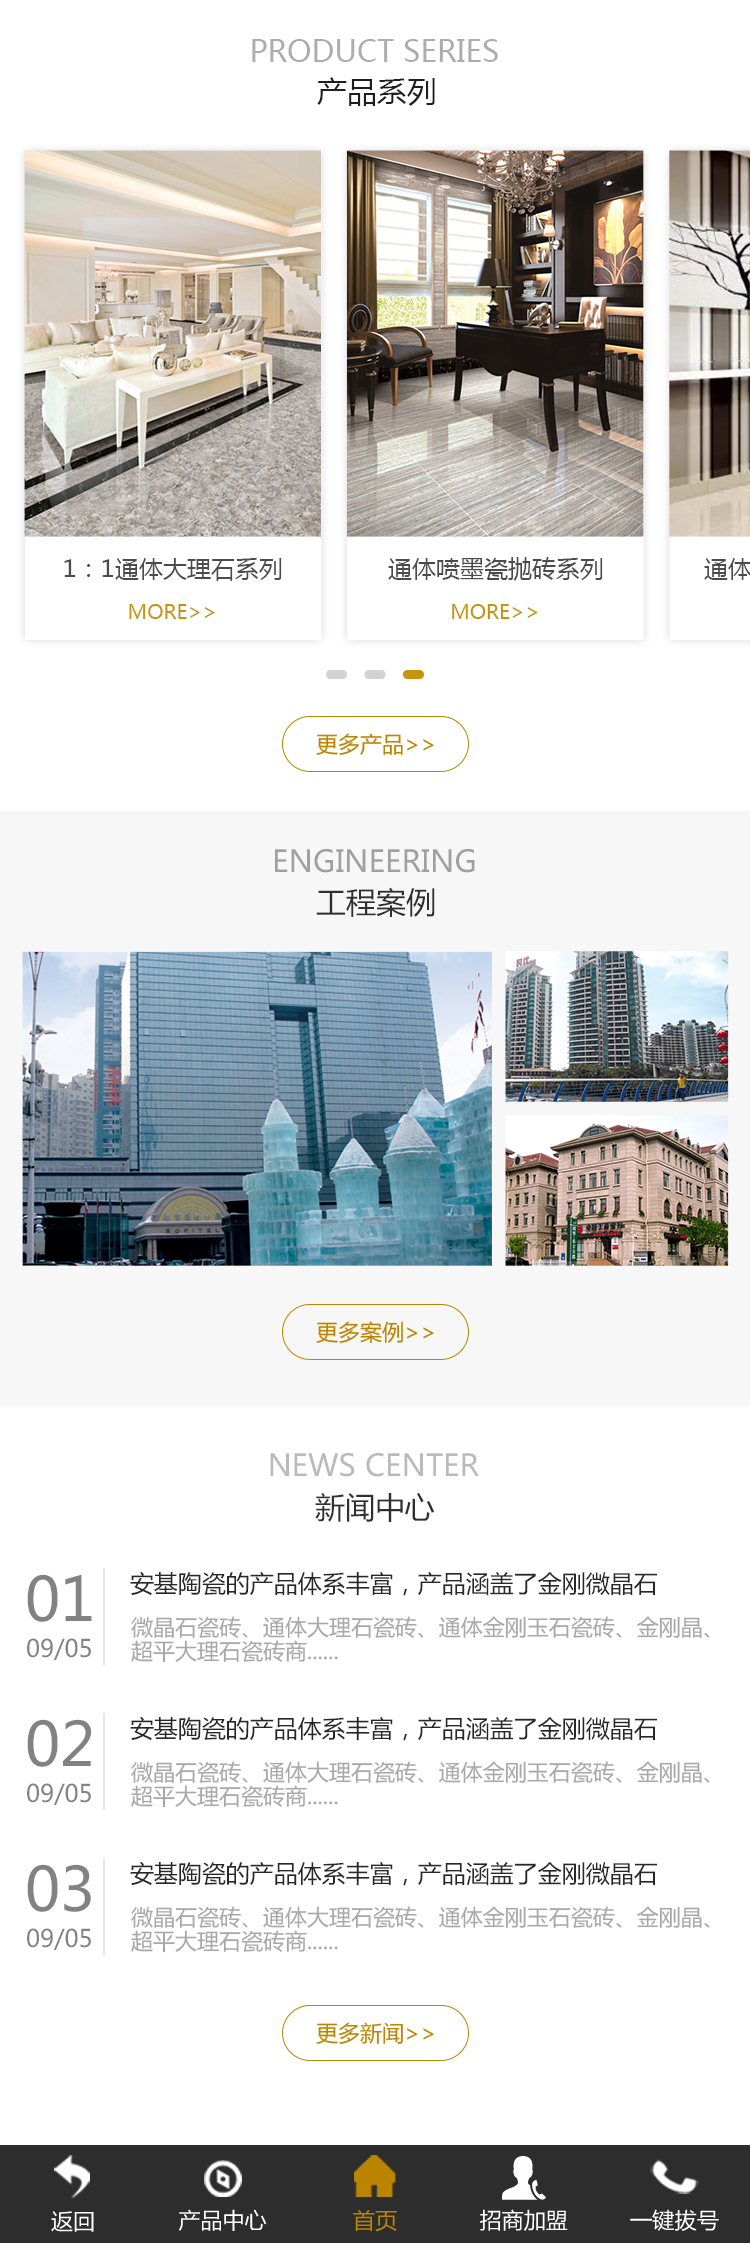 PRODUCT SERIES
产品系列
1：1通体大理石系列
通体喷墨瓷抛砖系列
通体
MORE>>
MORE>>
更多产品>>
ENGINEERING
工程案例
SOFITEL
更多案例>>
NEWS CENTER
新闻中心
01
09/05
安基陶瓷的产品体系丰富，产品涵盖了金刚微晶石
微晶石瓷砖、通体大理石瓷砖、通体金刚玉石瓷砖、金刚晶、
超平大理石瓷砖商......
02
09/05
安基陶瓷的产品体系丰富，产品涵盖了金刚微晶石
微晶石瓷砖、通体大理石瓷砖、通体金刚玉石瓷砖、金刚晶、
超平大理石瓷砖商......
03
09/05
安基陶瓷的产品体系丰富，产品涵盖了金刚微晶石
微晶石瓷砖、通体大理石瓷砖、通体金刚玉石瓷砖、金刚晶、
超平大理石瓷砖商......
更多新闻>>
返回
产品中心
首页
招商加盟
一键拔号